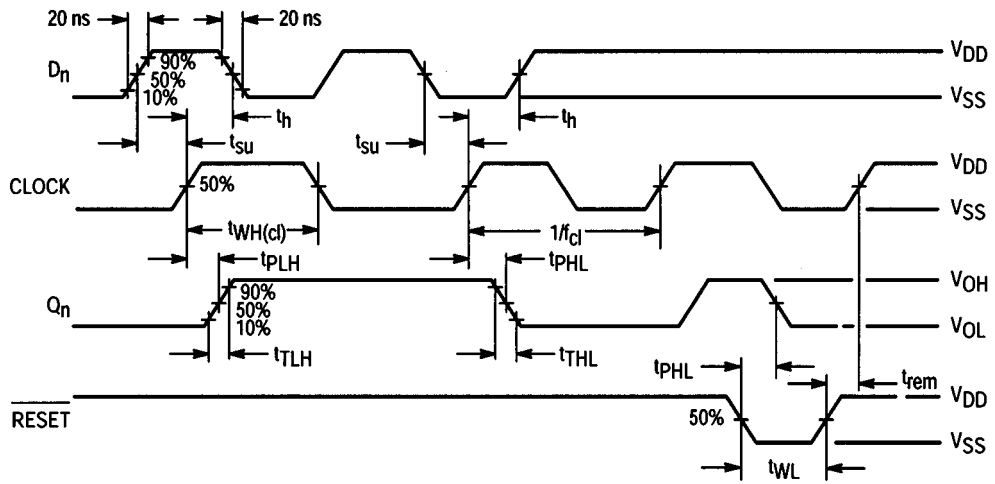 20 ns
20 ns
Dn
90%
50%
10%
VDD
VSS
th
th
tsu
tsu
CLOCK
50%
VDD
VSS
tWH(cl)
1/fcl
tPLH
tPHL
Qn
90%
50%
10%
VOH
VOL
tTLH
tTHL
tPHL
trem
RESET
50%
VDD
VSS
tWL